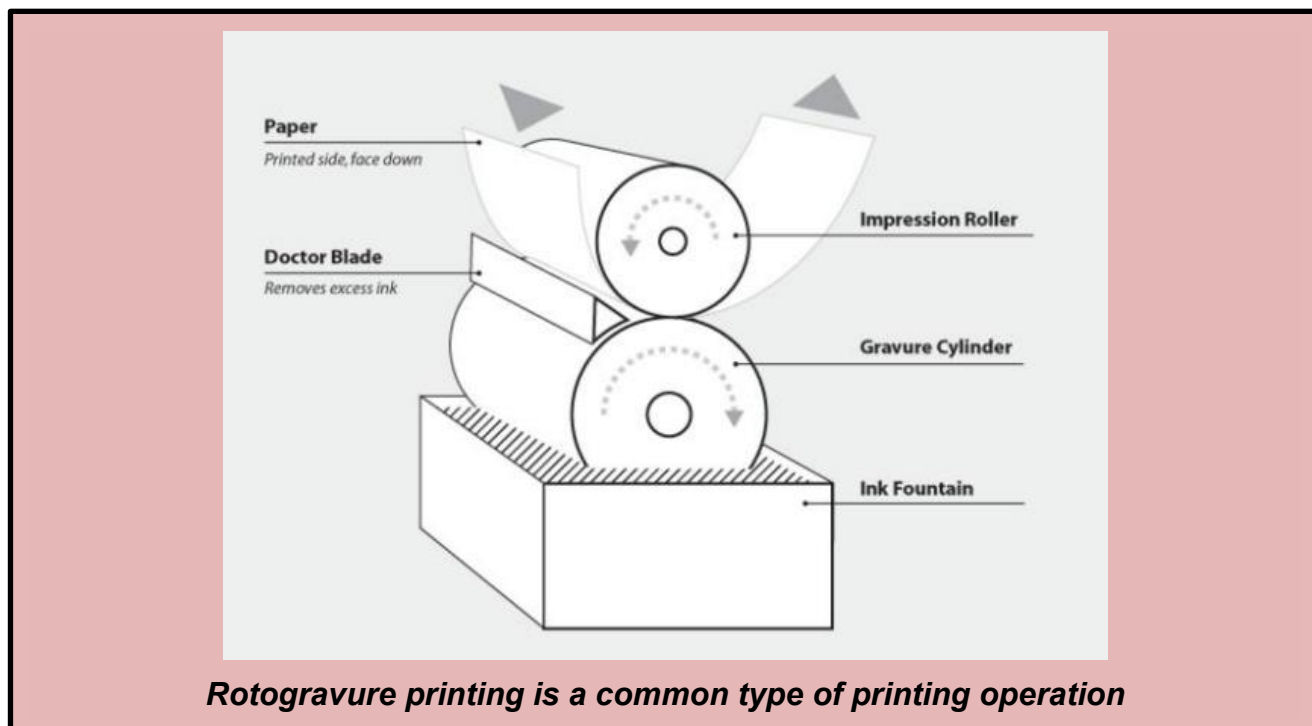 Paper
Printed side, face down
Doctor Blade
Removes excess ink
Impression Roller
Gravure Cylinder
Ink Fountain
Rotogravure printing is a common type of printing operation